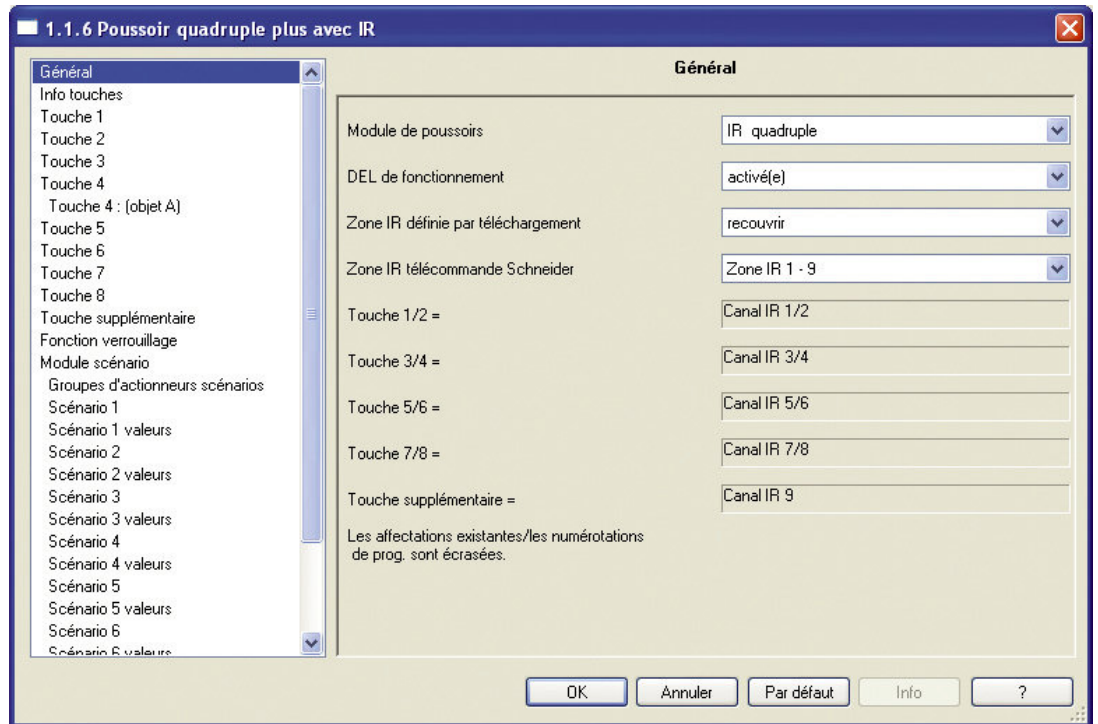 1.1.6 Poussoir quadruple plus avec IR
Général
Info touches
Touche 1
Touche 2
Touche 3
Touche 4
Touche 4 : (objet A)
Touche 5
Touche 6
Touche 7
Touche 8
Touche supplémentaire
Fonction verrouillage
Module scénario
Groupes d'actionneurs scénarios
Scénario 1
Scénario 1 valeurs
Scénario 2
Scénario 2 valeurs
Scénario 3
Scénario 3 valeurs
Scénario 4
Scénario 4 valeurs
Scénario 5
Scénario 5 valeurs
Scénario 6
Scénario 6 valeurs
Général
Module de poussoirs IR quadruple
DEL de fonctionnement activé(e)
Zone IR définie par téléchargement recouvrir
Zone IR télécommande Schneider Zone IR 1 - 9
Touche 1/2 = Canal IR 1/2
Touche 3/4 = Canal IR 3/4
Touche 5/6 = Canal IR 5/6
Touche 7/8 = Canal IR 7/8
Touche supplémentaire = Canal IR 9
Les affectations existantes/les numérotations
de prog. sont écrasées.
OK Annuler Par défaut Info ?